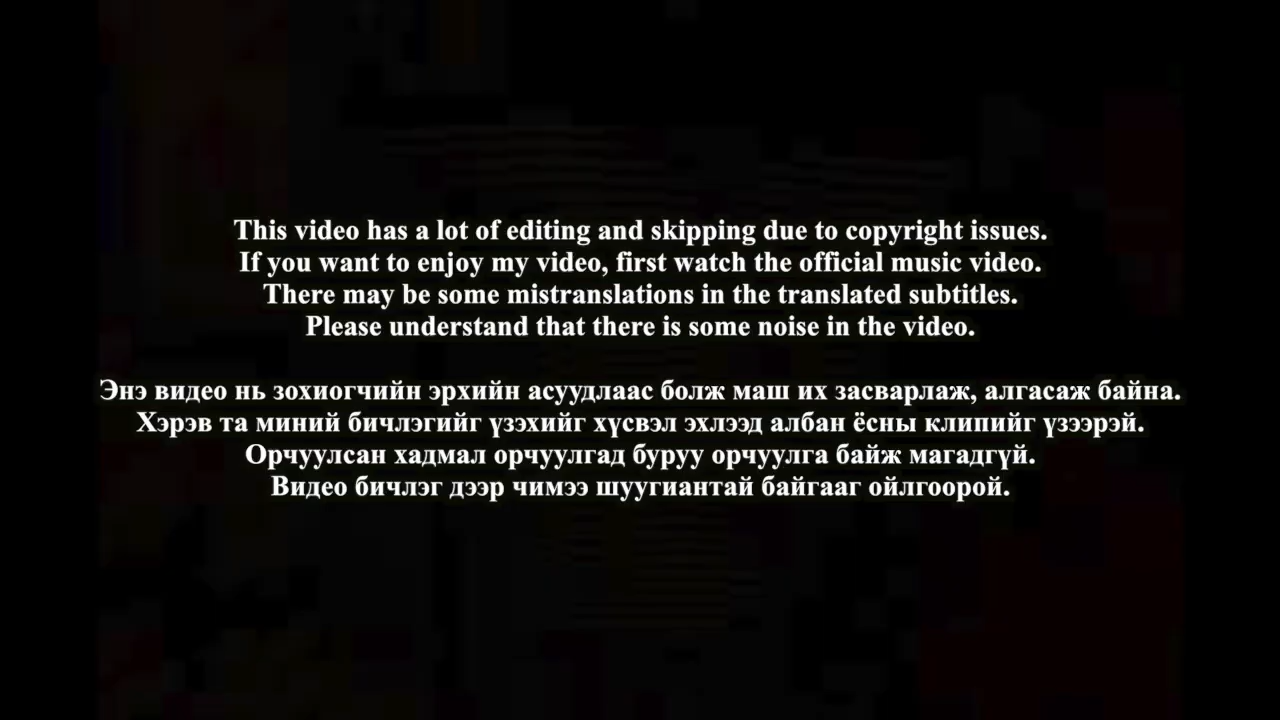 This video has a lot of editing and skipping due to copyright issues.
If you want to enjoy my video, first watch the official music video.
There may be some mistranslations in the translated subtitles.
Please understand that there is some noise in the video.
Энэ видео нь зохиогчийн эрхийн асуудлаас болж маш их засварлаж, алгасаж байна.
Хэрэв та миний бичлэгийг үзэхийг хүсвэл эхлээд албан ёсны клипийг үзээрэй.
Орчуулсан хадмал орчуулгад буруу орчуулга байж магадгүй.
Видео бичлэг дээр чимээ шуугиантай байгааг ойлгоорой.